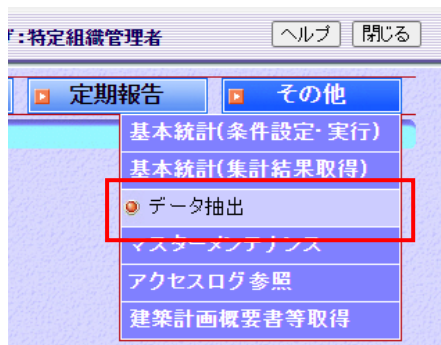 ：特定組織管理者 ヘルプ 閉じる
定期報告 その他
基本統計(条件設定・実行)
基本統計(集計結果取得)
データ抽出
マスターメンテナンス
アクセスログ参照
建築計画概要書等取得